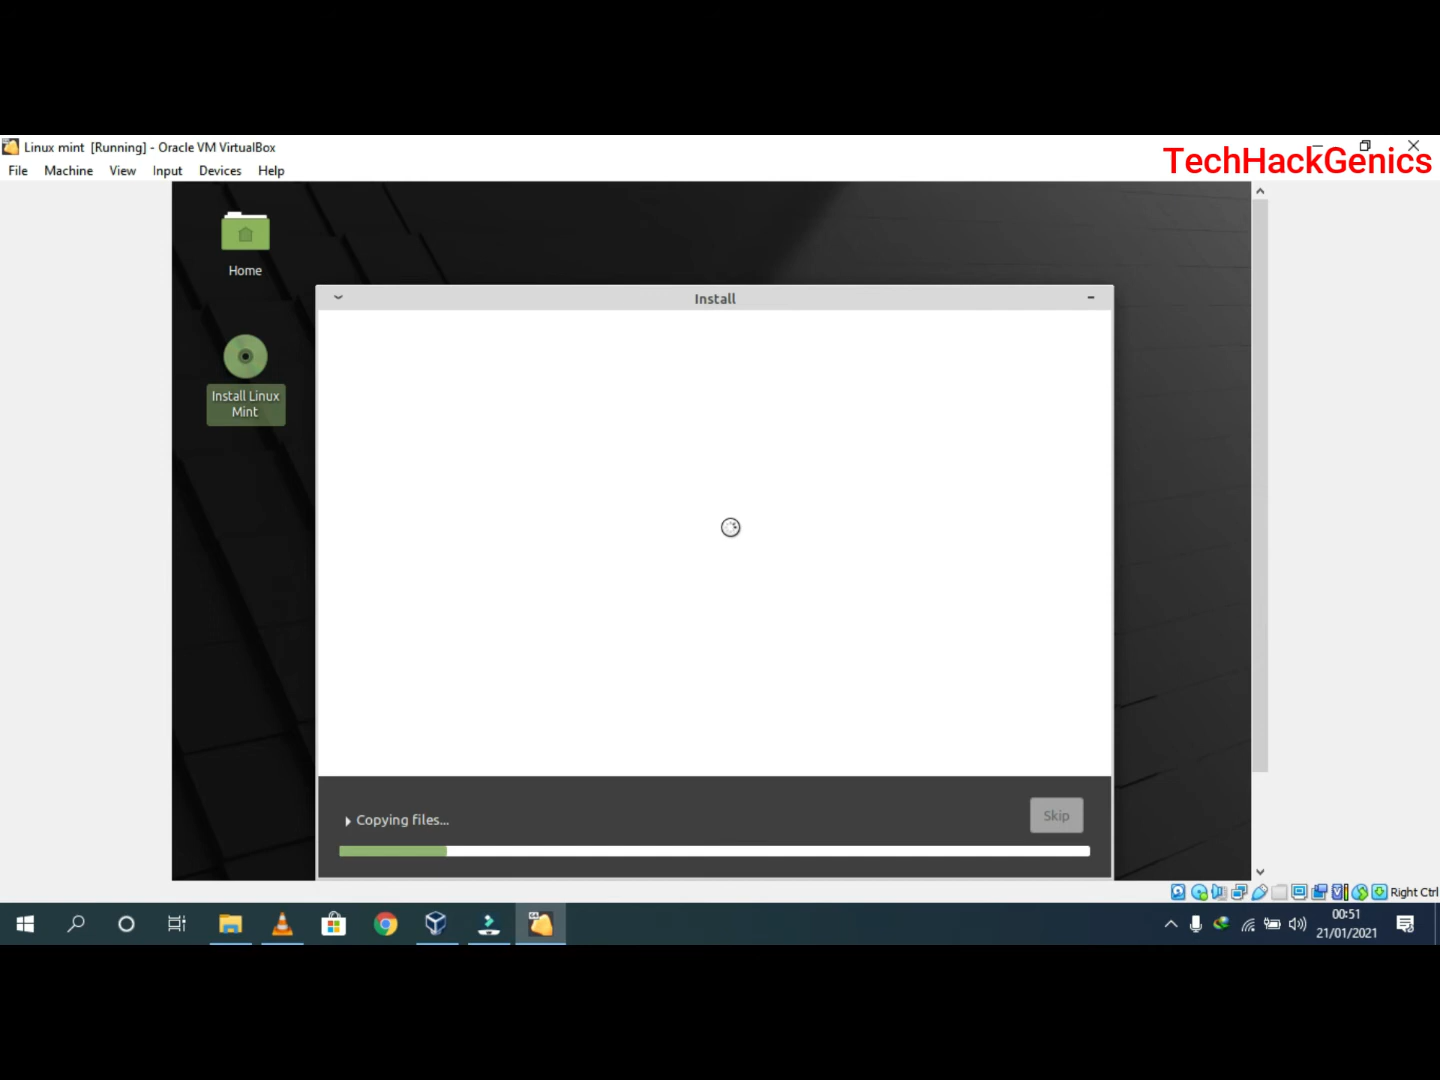 Linux mint [Running] - Oracle VM VirtualBox
TechHackGenics
File Machine View Input Devices Help
Home
Install
Install Linux
Mint
Copying files...
Skip
Right Ctrl
00:51
21/01/2021